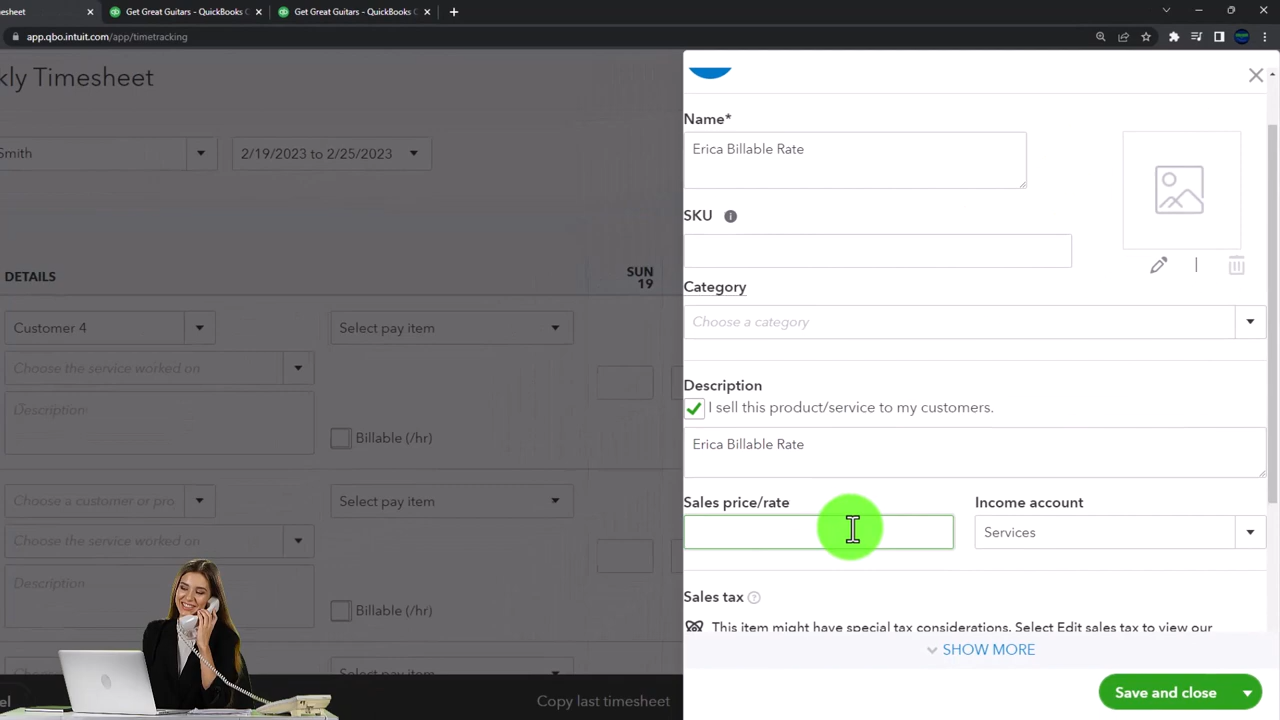 esheet
Get Great Guitars - QuickBooks C
Get Great Guitars - QuickBooks C
app.qbo.intuit.com/app/timetracking
kly Timesheet
Smith
2/19/2023 to 2/25/2023
DETAILS
SUN
19
Customer 4
Select pay item
Choose the service worked on
Description
Billable (/hr)
Choose a customer or pro
Select pay item
Choose the service worked on
Description
Billable (/hr)
Select pay item
el
Copy last timesheet
Name*
Erica Billable Rate
SKU
Category
Choose a category
Description
I sell this product/service to my customers.
Erica Billable Rate
Sales price/rate
Income account
Services
Sales tax
This item might have special tax considerations. Select Edit sales tax to view our
SHOW MORE
Save and close